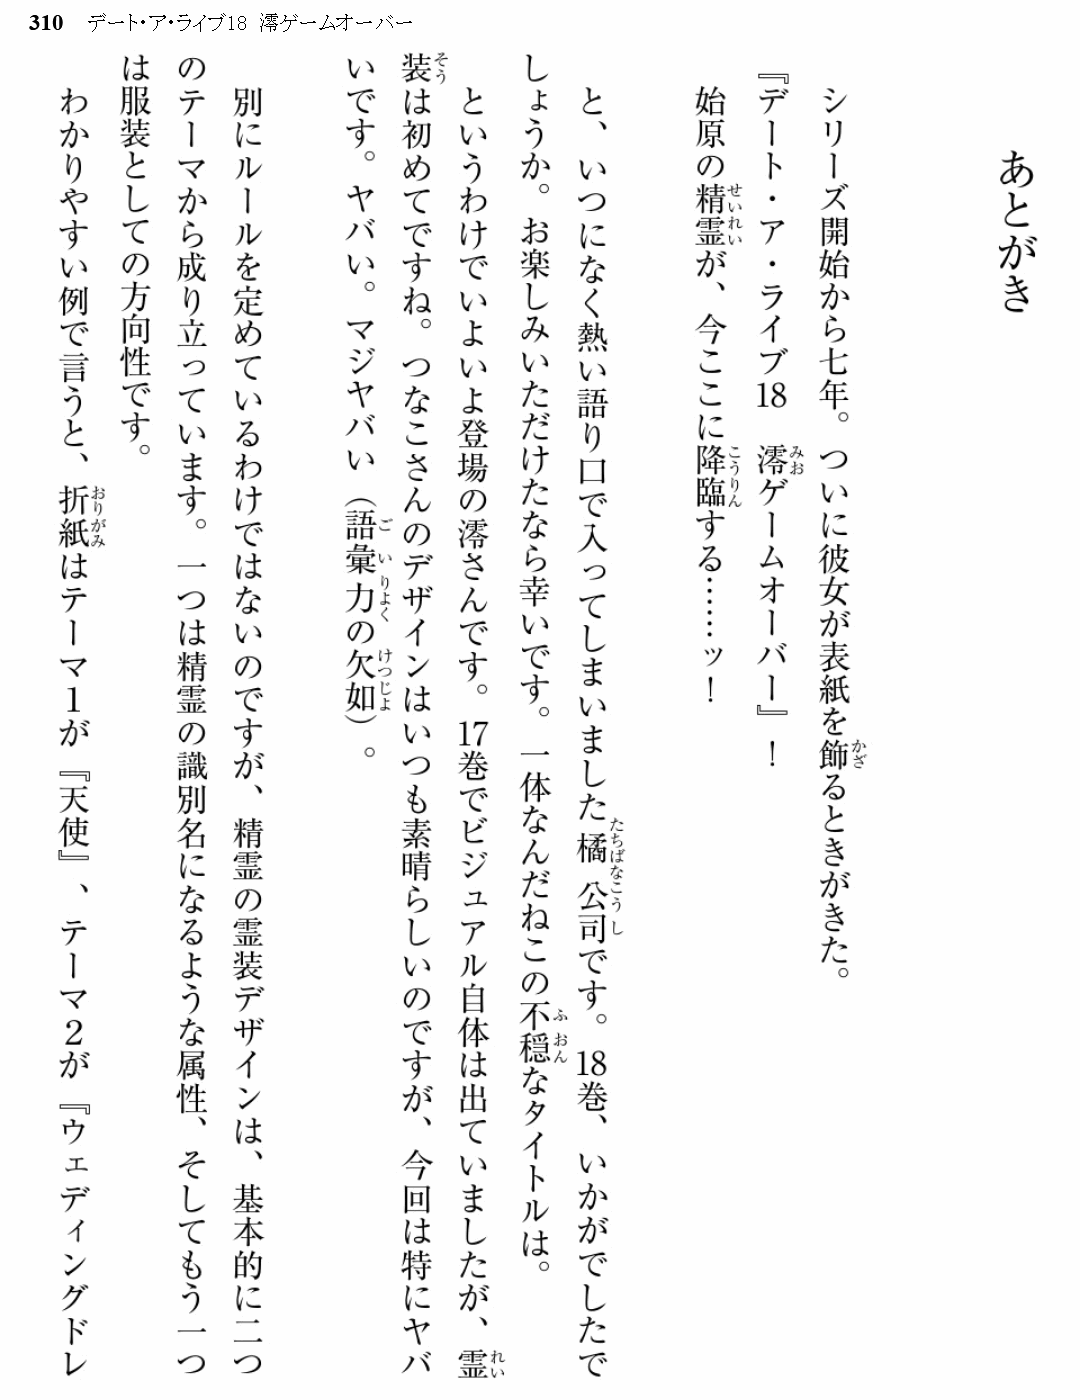 310 デート・ア・ライブ18 澪ゲームオーバー
あとがき
シリーズ開始から七年。ついに彼女が表紙を飾るときがきた。
『デート・ア・ライブ18 澪ゲームオーバー』！
始原の精霊が、今ここに降臨する……ッ！
と、いつになく熱い語り口で入ってしまいました橘公司です。18巻、いかがでしたで
しょうか。お楽しみいただけたなら幸いです。一体なんだねこの不穏なタイトルは。
というわけでいよいよ登場の澪さんです。17巻でビジュアル自体は出ていましたが、霊
装は初めてですね。つなこさんのデザインはいつも素晴らしいのですが、今回は特にヤバ
いです。ヤバい。マジヤバい（語彙力の欠如）。
別にルールを定めているわけではないのですが、精霊の霊装デザインは、基本的に二つ
のテーマから成り立っています。一つは精霊の識別名になるような属性、そしてもう一つ
は服装としての方向性です。
わかりやすい例で言うと、折紙はテーマ1が『天使』、テーマ2が『ウェディングドレ